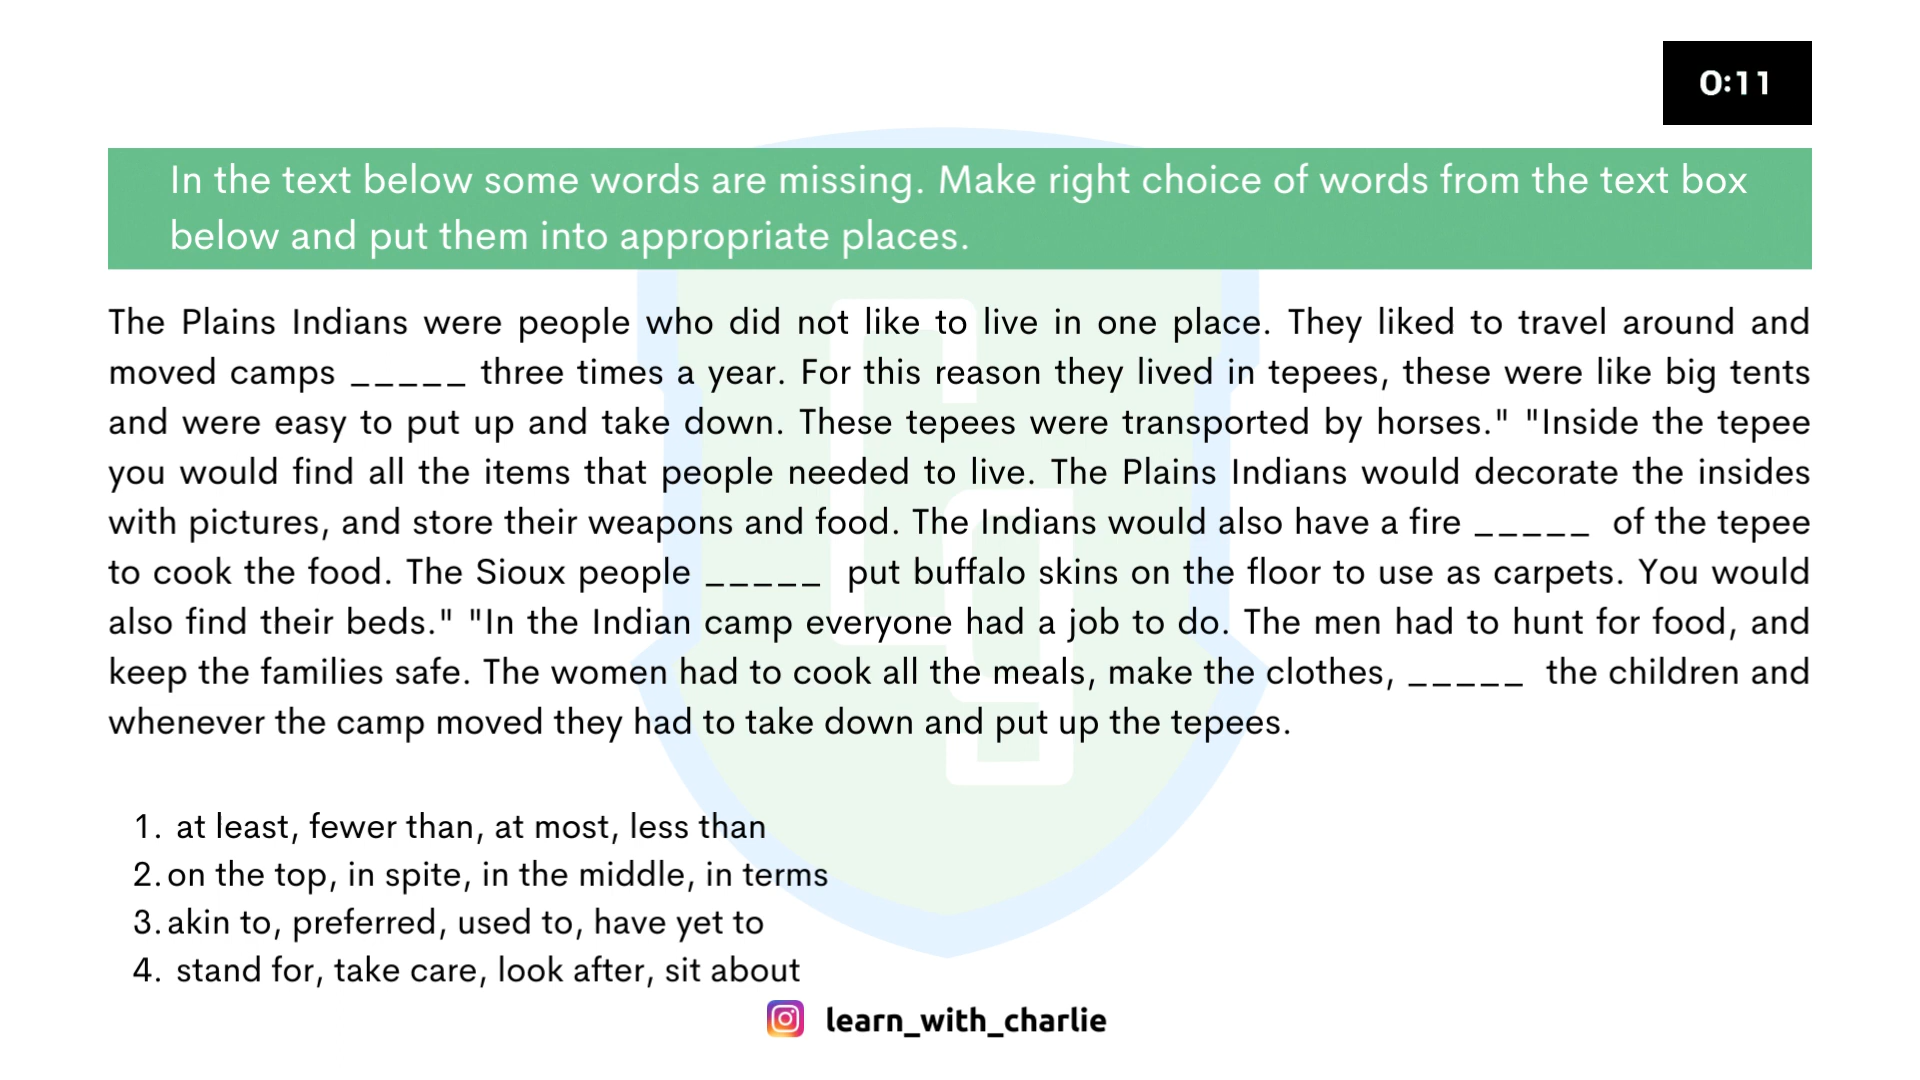 0:11
In the text below some words are missing. Make right choice of words from the text box
below and put them into appropriate places.
The Plains Indians were people who did not like to live in one place. They liked to travel around and
moved camps _____ three times a year. For this reason they lived in tepees, these were like big tents
and were easy to put up and take down. These tepees were transported by horses." "Inside the tepee
you would find all the items that people needed to live. The Plains Indians would decorate the insides
with pictures, and store their weapons and food. The Indians would also have a fire _____ of the tepee
to cook the food. The Sioux people _____ put buffalo skins on the floor to use as carpets. You would
also find their beds." "In the Indian camp everyone had a job to do. The men had to hunt for food, and
keep the families safe. The women had to cook all the meals, make the clothes, _____ the children and
whenever the camp moved they had to take down and put up the tepees.
1. at least, fewer than, at most, less than
2. on the top, in spite, in the middle, in terms
3. akin to, preferred, used to, have yet to
4. stand for, take care, look after, sit about
learn_with_charlie